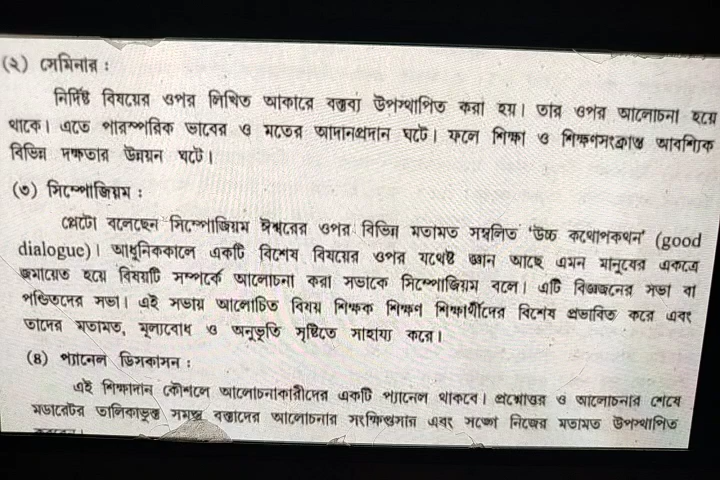 (২) সেমিনার :
নির্দিষ্ট বিষয়ের ওপর লিখিত আকারে বক্তব্য উপস্থাপিত করা হয়। তার ওপর আলোচনা হয়ে
থাকে। এতে পারস্পরিক ভাবের ও মতের আদানপ্রদান ঘটে। ফলে শিক্ষা ও শিক্ষণসংক্রান্ত আবশ্যিক
বিভিন্ন দক্ষতার উন্নয়ন ঘটে।
(৩) সিম্পোজিয়াম :
প্লেটো বলেছেন সিম্পোজিয়াম ঈশ্বরের ওপর বিভিন্ন মতামত সম্বলিত ‘উচ্চ কথোপকথন’ (good
dialogue)। আধুনিককালে একটি বিশেষ বিষয়ের ওপর যথেষ্ট জ্ঞান আছে এমন মানুষের একত্রে
জমায়েত হয়ে বিষয়টি সম্পর্কে আলোচনা করা সভাকে সিম্পোজিয়াম বলে। এটি বিজ্ঞজনের সভা বা
পণ্ডিতদের সভা। এই সভায় আলোচিত বিষয় শিক্ষক শিক্ষণ শিক্ষার্থীদের বিশেষ প্রভাবিত করে এবং
তাদের মতামত, মূল্যবোধ ও অনুভূতি সৃষ্টিতে সাহায্য করে।
(৪) প্যানেল ডিসকাসন :
এই শিক্ষাদান কৌশলে আলোচনাকারীদের একটি প্যানেল থাকবে। প্রশ্নোত্তর ও আলোচনার শেষে
মডারেটর তালিকাভুক্ত সমস্ত বক্তাদের আলোচনার সংক্ষিপ্তসার এবং সঙ্গে নিজের মতামত উপস্থাপিত